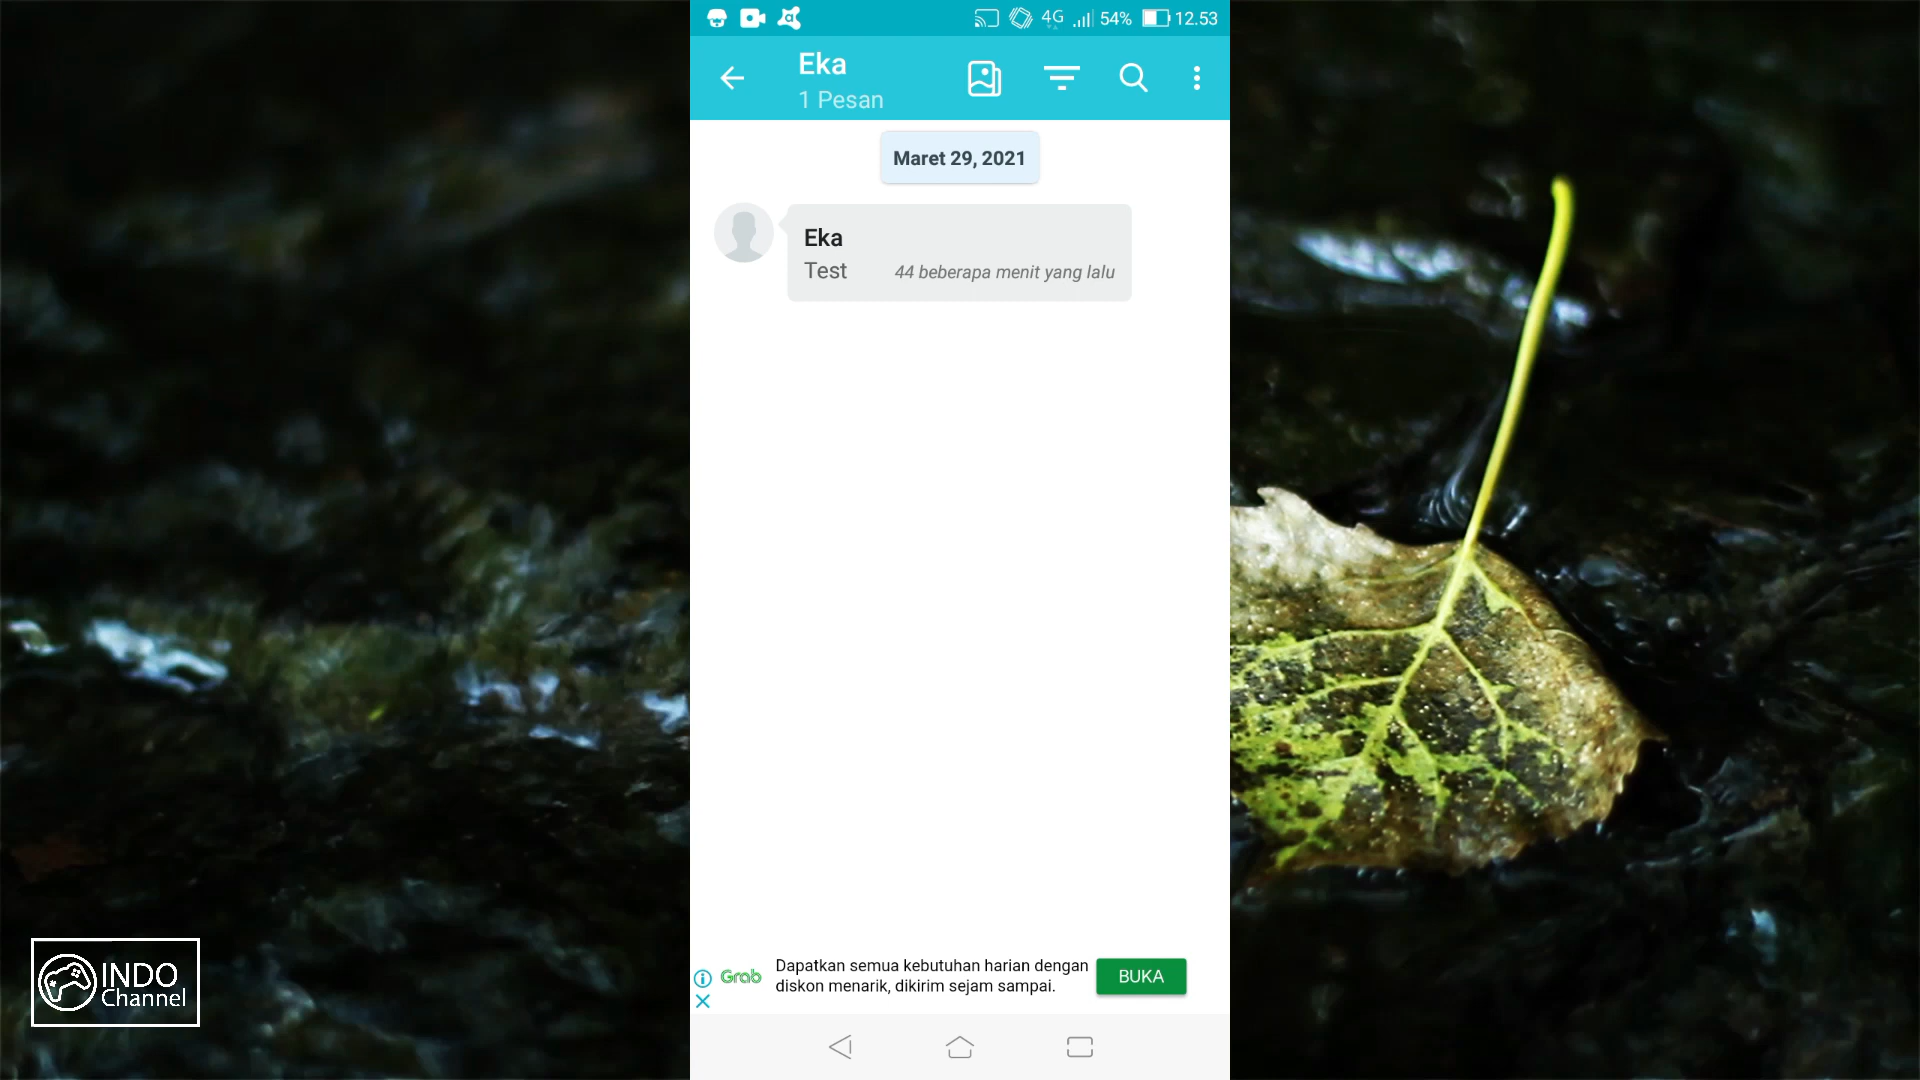 4G 54% 12.53
Eka
1 Pesan
Maret 29, 2021
Eka
Test 44 beberapa menit yang lalu
Grab Dapatkan semua kebutuhan harian dengan
diskon menarik, dikirim sejam sampai.
BUKA
INDO
Channel